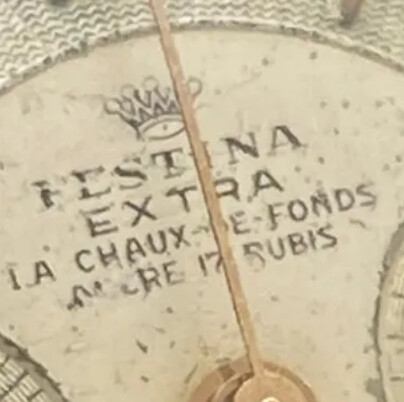 FESTINA
EXTRA
LA CHAUX-DE-FONDS
ANCRE 17 RUBIS